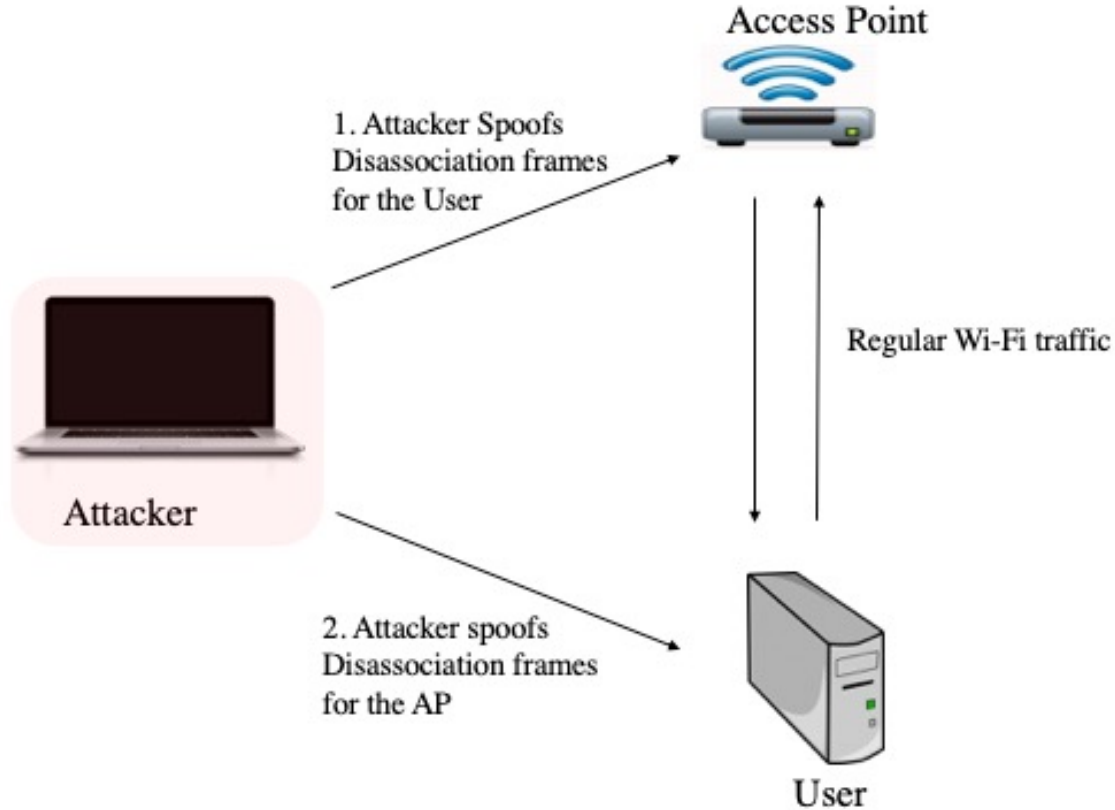 Access Point
1. Attacker Spoofs
Disassociation frames
for the User
Regular Wi-Fi traffic
Attacker
2. Attacker spoofs
Disassociation frames
for the AP
User